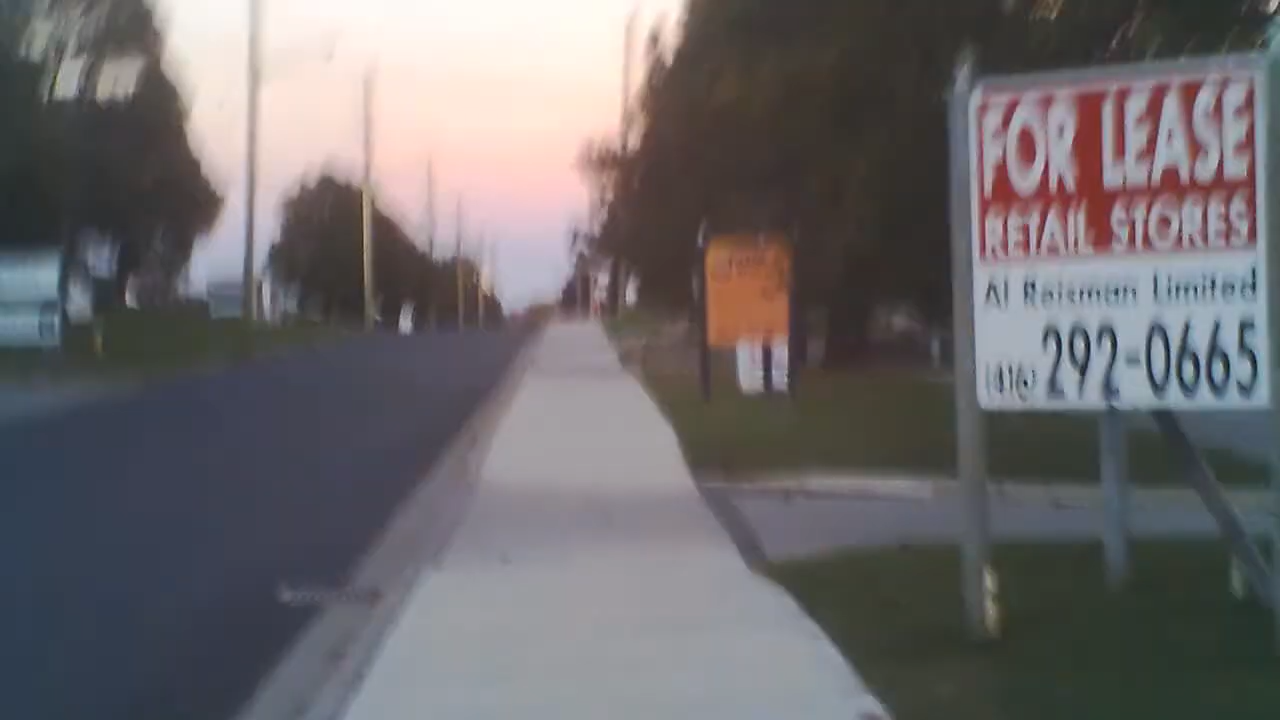 FOR LEASE
RETAIL STORES
Al Reisman Limited
(416) 292-0665